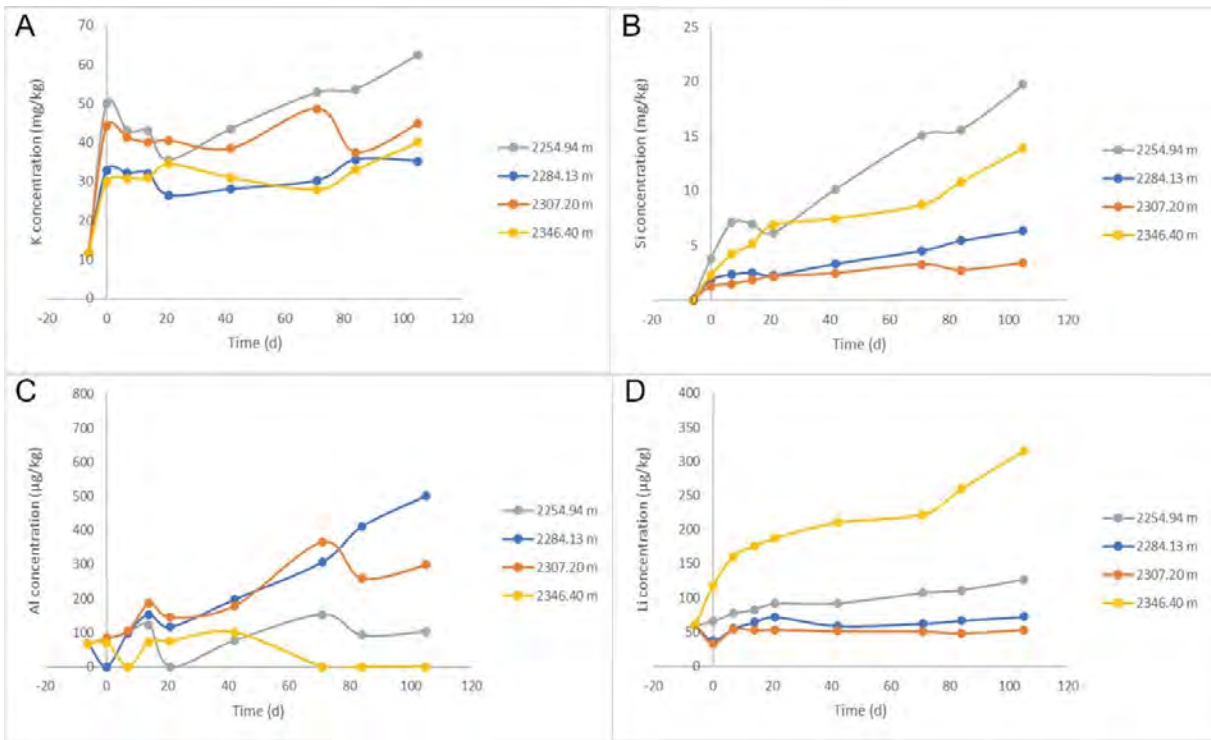 A
K concentration (mg/kg)
70
60
50
40
30
20
10
0
-20 0 20 40 60 80 100 120
Time (d)
2254.94 m
2284.13 m
2307.20 m
2346.40 m
B
Si concentration (mg/kg)
25
20
15
10
5
0
-20 0 20 40 60 80 100 120
Time (d)
2254.94 m
2284.13 m
2307.20 m
2346.40 m
C
Al concentration (µg/kg)
800
700
600
500
400
300
200
100
0
-20 0 20 40 60 80 100 120
Time (d)
2254.94 m
2284.13 m
2307.20 m
2346.40 m
D
Li concentration (µg/kg)
400
350
300
250
200
150
100
50
0
-20 0 20 40 60 80 100 120
Time (d)
2254.94 m
2284.13 m
2307.20 m
2346.40 m